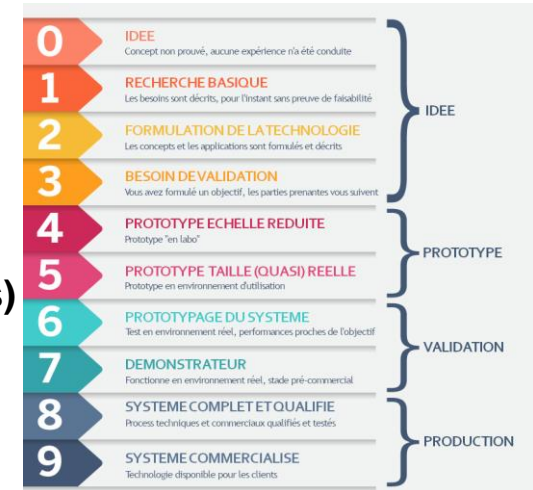 0
IDEE
Concept non prouvé, aucune expérience n'a été conduite
1
RECHERCHE BASIQUE
Les besoins sont décrits, pour l'instant sans preuve de faisabilité
2
FORMULATION DE LA TECHNOLOGIE
Les concepts et les applications sont formulés et décrits
3
BESOIN DE VALIDATION
Vous avez formulé un objectif, les parties prenantes vous suivent
IDEE
4
PROTOTYPE ECHELLE REDUITE
Prototype "en labo"
5
PROTOTYPE TAILLE (QUASI) REELLE
Prototype en environnement d'utilisation
PROTOTYPE
s)
6
PROTOTYPAGE DU SYSTEME
Test en environnement réel, performances proches de l'objectif
7
DEMONSTRATEUR
Fonctionne en environnement réel, stade pré-commercial
VALIDATION
8
SYSTEME COMPLET ET QUALIFIE
Process techniques et commerciaux qualifiés et testés
9
SYSTEME COMMERCIALISE
Technologie disponible pour les clients
PRODUCTION